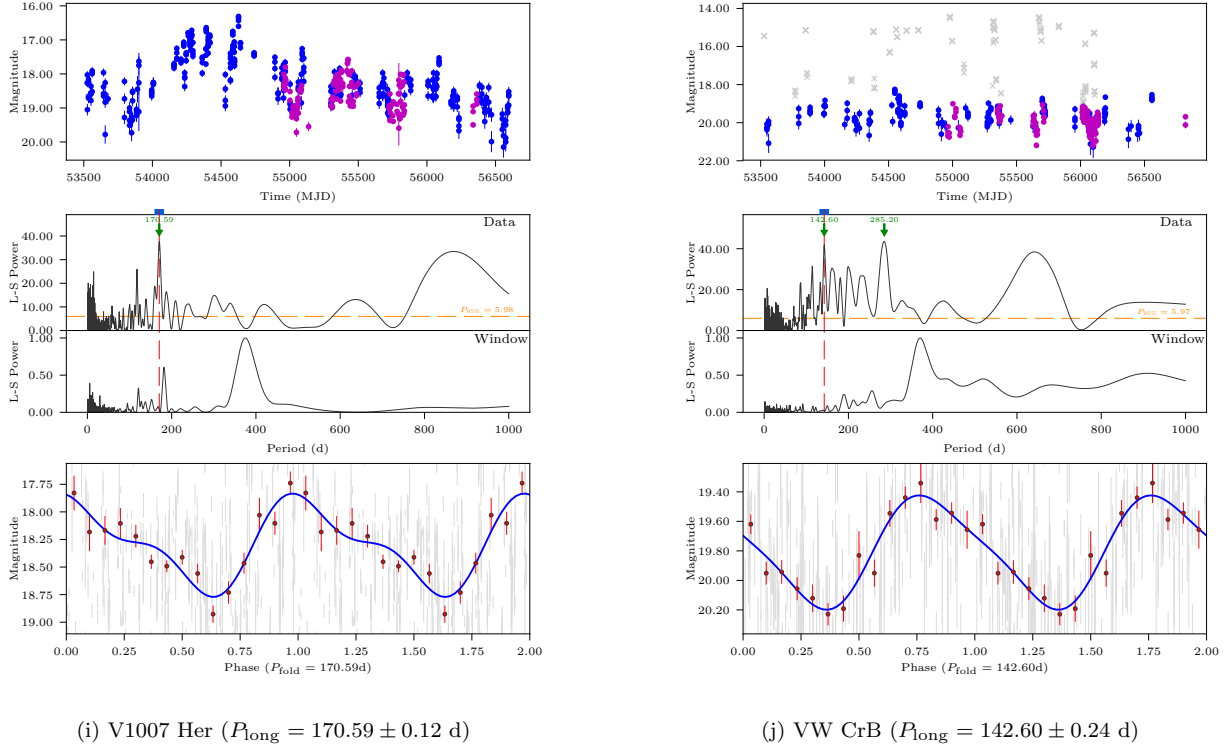 16.00
17.00
18.00
19.00
20.00
Magnitude
53500 54000 54500 55000 55500 56000 56500
Time (MJD)
170.59
Data
40.00
30.00
20.00
10.00
0.00
L-S Power
P95% = 5.98
Window
1.00
0.50
0.00
L-S Power
0 200 400 600 800 1000
Period (d)
17.75
18.00
18.25
18.50
18.75
19.00
Magnitude
0.00 0.25 0.50 0.75 1.00 1.25 1.50 1.75 2.00
Phase (Pfold = 170.59d)
(i) V1007 Her (Plong = 170.59 ± 0.12 d)
14.00
16.00
18.00
20.00
22.00
Magnitude
53500 54000 54500 55000 55500 56000 56500
Time (MJD)
142.60 285.20
Data
40.00
20.00
0.00
L-S Power
P95% = 5.97
Window
1.00
0.50
0.00
L-S Power
0 200 400 600 800 1000
Period (d)
19.40
19.60
19.80
20.00
20.20
Magnitude
0.00 0.25 0.50 0.75 1.00 1.25 1.50 1.75 2.00
Phase (Pfold = 142.60d)
(j) VW CrB (Plong = 142.60 ± 0.24 d)